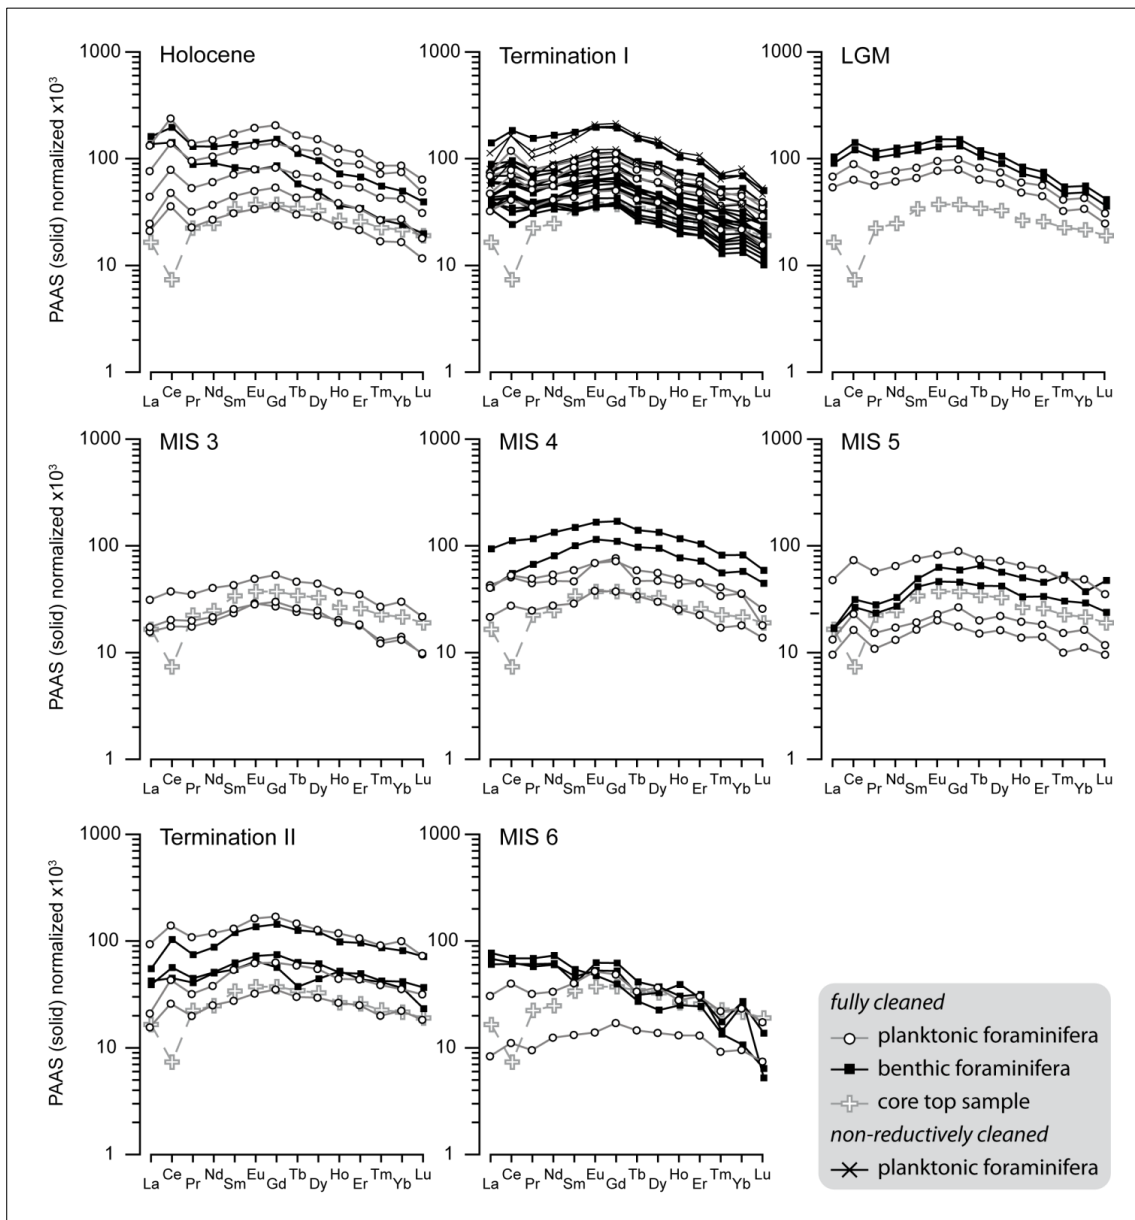 Holocene
Termination I
LGM
PAAS (solid) normalized x10³
1000
100
10
1
1000
100
10
1
1000
100
10
1
La Ce Pr Nd Sm Eu Gd Tb Dy Ho Er Tm Yb Lu
La Ce Pr Nd Sm Eu Gd Tb Dy Ho Er Tm Yb Lu
La Ce Pr Nd Sm Eu Gd Tb Dy Ho Er Tm Yb Lu
MIS 3
MIS 4
MIS 5
PAAS (solid) normalized x10³
1000
100
10
1
1000
100
10
1
1000
100
10
1
La Ce Pr Nd Sm Eu Gd Tb Dy Ho Er Tm Yb Lu
La Ce Pr Nd Sm Eu Gd Tb Dy Ho Er Tm Yb Lu
La Ce Pr Nd Sm Eu Gd Tb Dy Ho Er Tm Yb Lu
Termination II
MIS 6
PAAS (solid) normalized x10³
1000
100
10
1
1000
100
10
1
La Ce Pr Nd Sm Eu Gd Tb Dy Ho Er Tm Yb Lu
La Ce Pr Nd Sm Eu Gd Tb Dy Ho Er Tm Yb Lu
fully cleaned
planktonic foraminifera
benthic foraminifera
core top sample
non-reductively cleaned
planktonic foraminifera